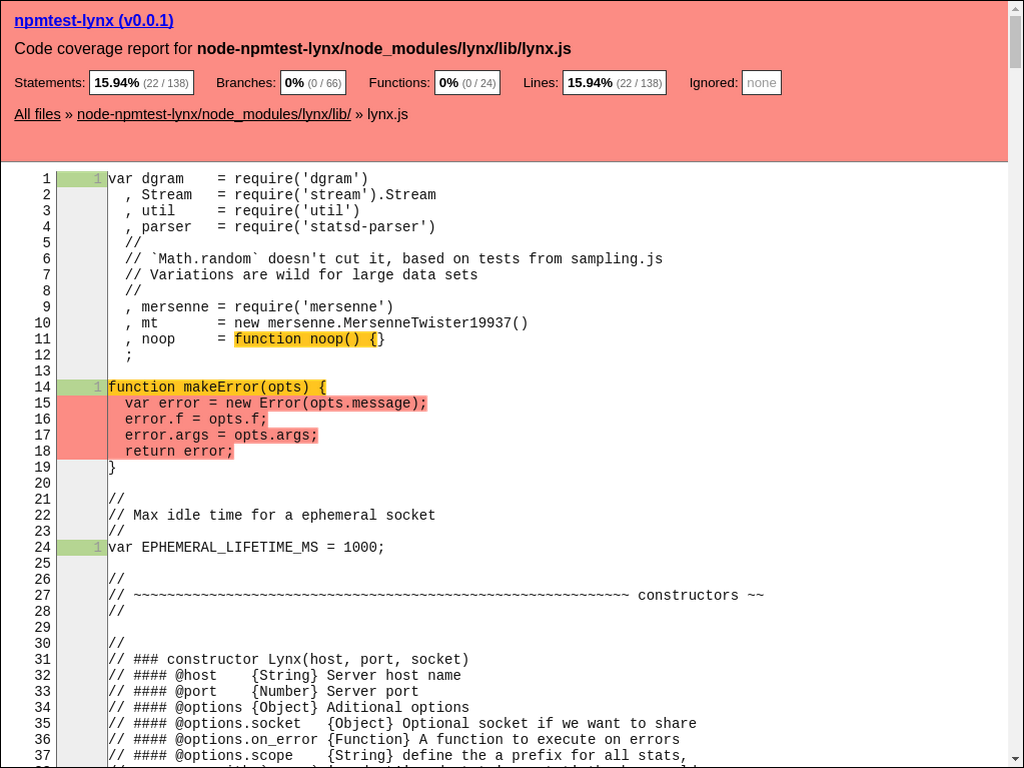 npmtest-lynx (v0.0.1)
Code coverage report for node-npmtest-lynx/node_modules/lynx/lib/lynx.js
Statements: 15.94% (22 / 138) Branches: 0% (0 / 66) Functions: 0% (0 / 24) Lines: 15.94% (22 / 138) Ignored: none
All files » node-npmtest-lynx/node_modules/lynx/lib/ » lynx.js
1 1 var dgram    = require('dgram')
2   , Stream   = require('stream').Stream
3   , util     = require('util')
4   , parser   = require('statsd-parser')
5   //
6   // `Math.random` doesn't cut it, based on tests from sampling.js
7   // Variations are wild for large data sets
8   //
9   , mersenne = require('mersenne')
10   , mt       = new mersenne.MersenneTwister19937()
11   , noop     = function noop() {}
12   ;
13
14 1 function makeError(opts) {
15   var error = new Error(opts.message);
16   error.f = opts.f;
17   error.args = opts.args;
18   return error;
19 }
20
21 //
22 // Max idle time for a ephemeral socket
23 //
24 1 var EPHEMERAL_LIFETIME_MS = 1000;
25
26 //
27 // ~~~~~~~~~~~~~~~~~~~~~~~~~~~~~~~~~~~~~~~~~~~~~~~~~~~~~~~~~~~ constructors ~~
28 //
29
30 //
31 // ### constructor Lynx(host, port, socket)
32 // #### @host    {String} Server host name
33 // #### @port    {Number} Server port
34 // #### @options {Object} Aditional options
35 // #### @options.socket   {Object} Optional socket if we want to share
36 // #### @options.on_error {Function} A function to execute on errors
37 // #### @options.scope    {String} define the a prefix for all stats,